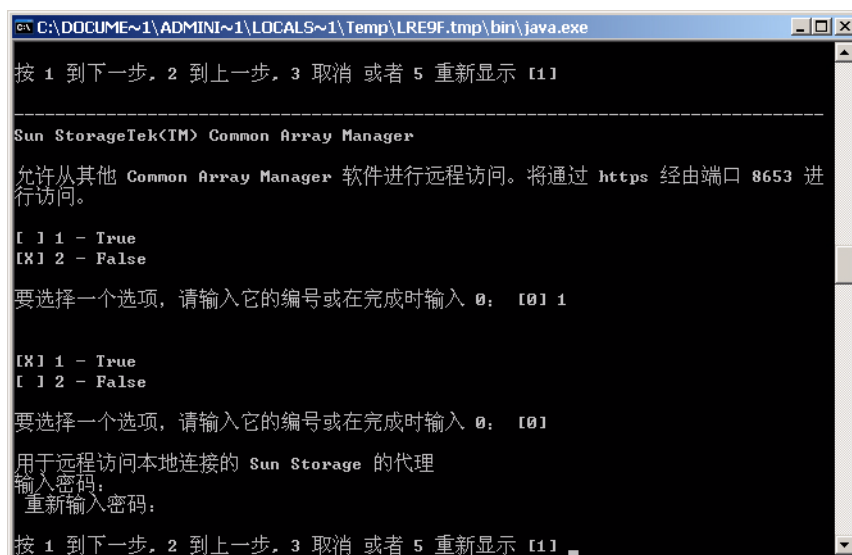 C:\DOCUME~1\ADMINI~1\LOCALS~1\Temp\LRE9F.tmp\bin\java.exe
按 1 到下一步, 2 到上一步, 3 取消 或者 5 重新显示 [1]
-------------------------------------------------------------------------------
Sun StorageTek(TM) Common Array Manager
允许从其他 Common Array Manager 软件进行远程访问。将通过 https 经由端口 8653 进
行访问。
[ ] 1 - True
[X] 2 - False
要选择一个选项, 请输入它的编号或在完成时输入 0: [0] 1
[X] 1 - True
[ ] 2 - False
要选择一个选项, 请输入它的编号或在完成时输入 0: [0]
用于远程访问本地连接的 Sun Storage 的代理
输入密码:
重新输入密码:
按 1 到下一步, 2 到上一步, 3 取消 或者 5 重新显示 [1]